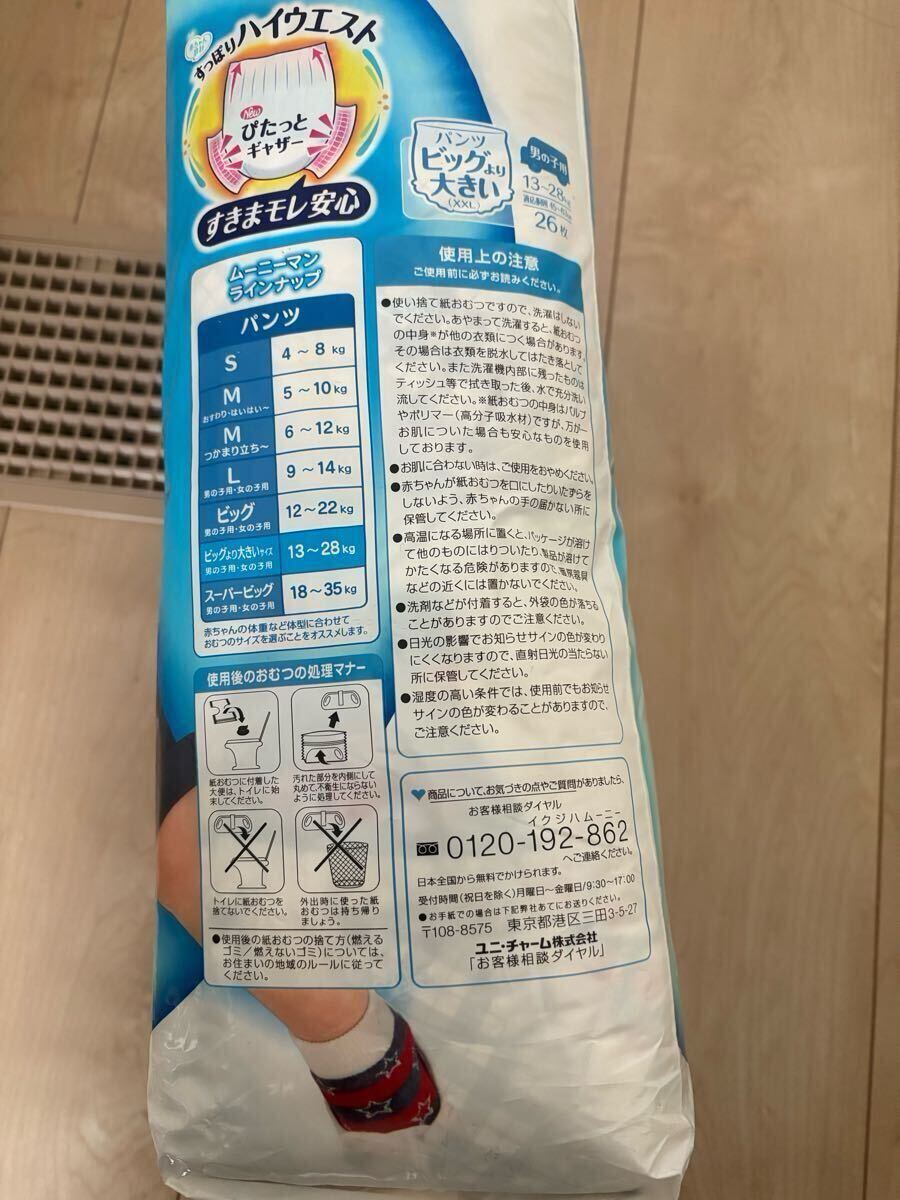 すっぽりハイウエスト
New
ぴたっと
ギャザー
すきまモレ安心
パンツ
ビッグより
大きい
(XXL)
男の子用
13~28kg
26枚
ムーニーマン
ラインナップ
パンツ
S 4~8kg
M 5~10kg
おすわり・はいはい~
M 6~12kg
つかまり立ち~
L 9~14kg
男の子用・女の子用
ビッグ 12~22kg
男の子用・女の子用
ビッグより大きいサイズ 13~28kg
男の子用・女の子用
スーパービッグ 18~35kg
男の子用・女の子用
赤ちゃんの体重など体型に合わせて
おむつのサイズを選ぶことをオススメします。
使用上の注意
ご使用前に必ずお読みください。
●使い捨て紙おむつですので、洗濯はしない
でください。あやまって洗濯すると、紙おむつ
の中身※が他の衣類につく場合があります。
その場合は衣類を脱水してはたき落として
ください。また洗濯機内部に残ったものは
ティッシュ等で拭き取った後、水で充分洗い
流してください。※紙おむつの中身はパルプ
やポリマー(高分子吸水材)ですが、万が一
お肌についた場合も安心なものを使用
しております。
●お肌に合わない時は、ご使用をおやめください。
●赤ちゃんが紙おむつを口にしたりいたずらを
しないよう、赤ちゃんの手の届かない所に
保管してください。
●高温になる場所に置くと、パッケージが溶け
て他のものにはりついたり、製品が溶けて
かたくなる危険がありますので、暖房器具
などの近くには置かないでください。
●洗剤などが付着すると、外袋の色が落ちる
ことがありますのでご注意ください。
●日光の影響でお知らせサインの色が変わり
にくくなりますので、直射日光の当たらない
所に保管してください。
●湿度の高い条件では、使用前でもお知らせ
サインの色が変わることがありますので、
ご注意ください。
使用後のおむつの処理マナー
紙おむつに付着した
大便は、トイレに始
末してください。
汚れた部分を内側にして
丸めて、不衛生にならない
ように処理してください。
トイレに紙おむつを
捨てないでください。
外出時に使った紙
おむつは持ち帰り
ましょう。
●使用後の紙おむつの捨て方(燃える
ゴミ/燃えないゴミ)については、
お住まいの地域のルールに従って
ください。
商品について、お気づきの点やご質問がありましたら、
お客様相談ダイヤル
イクジハムーニー
0120-192-862
へご連絡ください。
日本全国から無料でかけられます。
受付時間(祝日を除く)月曜日~金曜日/9:30~17:00
●お手紙での場合は下記弊社あてにお送りください。
〒108-8575 東京都港区三田3-5-27
ユニ・チャーム株式会社
「お客様相談ダイヤル」